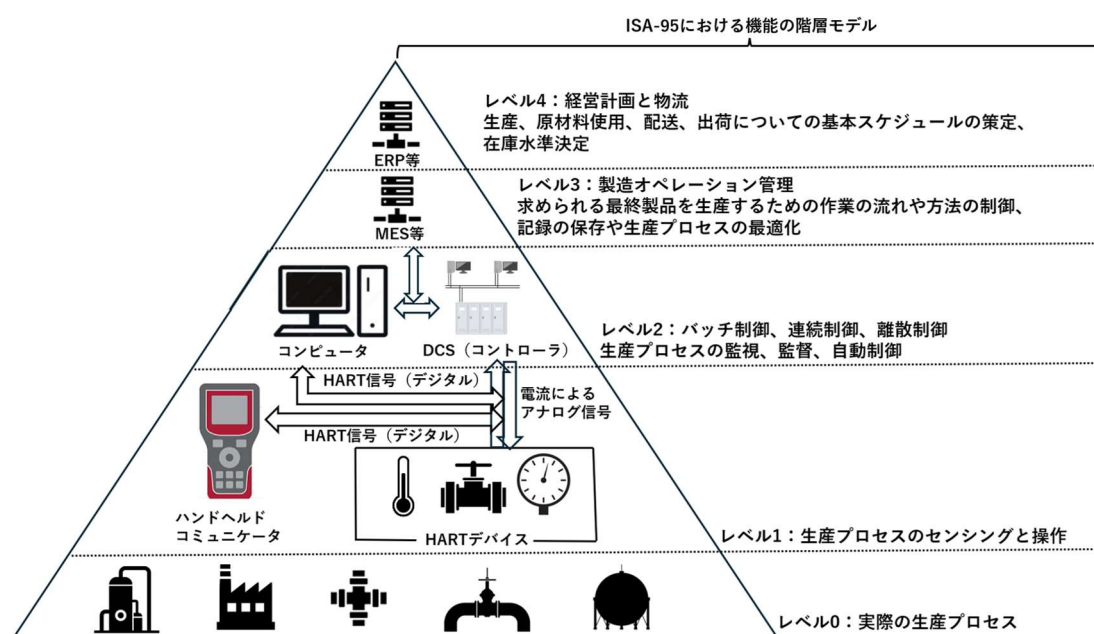 ISA-95における機能の階層モデル
レベル4：経営計画と物流
生産、原材料使用、配送、出荷についての基本スケジュールの策定、
在庫水準決定
ERP等
レベル3：製造オペレーション管理
求められる最終製品を生産するための作業の流れや方法の制御、
記録の保存や生産プロセスの最適化
MES等
コンピュータ
DCS（コントローラ）
レベル2：バッチ制御、連続制御、離散制御
生産プロセスの監視、監督、自動制御
HART信号（デジタル）
電流による
アナログ信号
HART信号（デジタル）
ハンドヘルド
コミュニケータ
HARTデバイス
レベル1：生産プロセスのセンシングと操作
レベル0：実際の生産プロセス